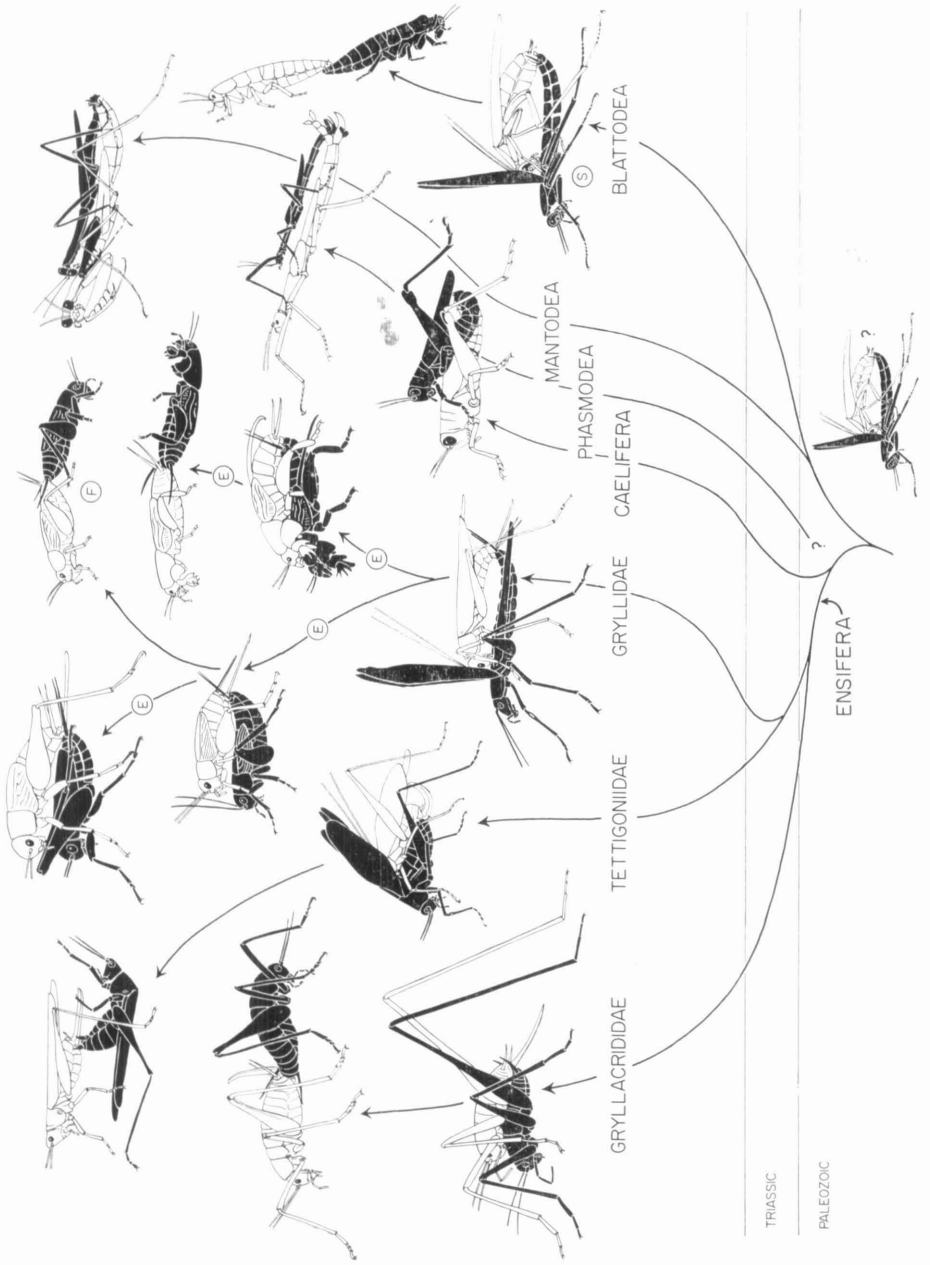 F
E
E
E
E
S
GRYLLACRIDIDAE
TETTIGONIIDAE
GRYLLIDAE
CAELIFERA
PHASMODEA
MANTODEA
BLATTODEA
TRIASSIC
PALEOZOIC
?
?
ENSIFERA